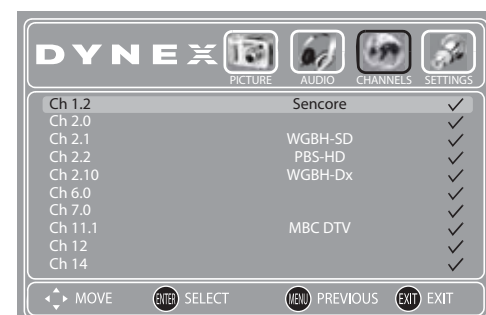 DYNEX
PICTURE AUDIO CHANNELS SETTINGS
Ch 1.2 Sencore ✓
Ch 2.0 ✓
Ch 2.1 WGBH-SD ✓
Ch 2.2 PBS-HD ✓
Ch 2.10 WGBH-Dx ✓
Ch 6.0 ✓
Ch 7.0 ✓
Ch 11.1 MBC DTV ✓
Ch 12 ✓
Ch 14 ✓
MOVE ENTER SELECT MENU PREVIOUS EXIT EXIT